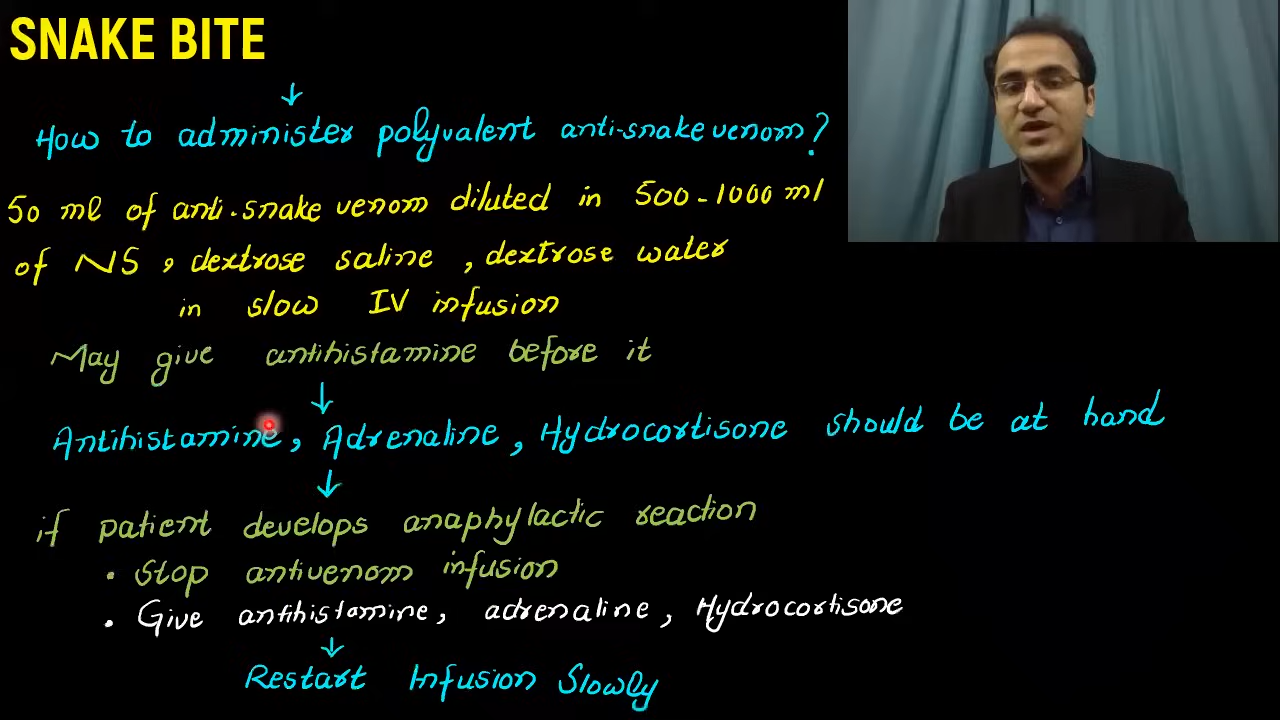 SNAKE BITE
How to administer polyvalent anti-snake venom?
50 ml of anti-snake venom diluted in 500-1000 ml
of NS, dextrose saline, dextrose water
in slow IV infusion
May give antihistamine before it
Antihistamine, Adrenaline, Hydrocortisone should be at hand
if patient develops anaphylactic reaction
• Stop antivenom infusion
• Give antihistamine, adrenaline, Hydrocortisone
Restart Infusion Slowly